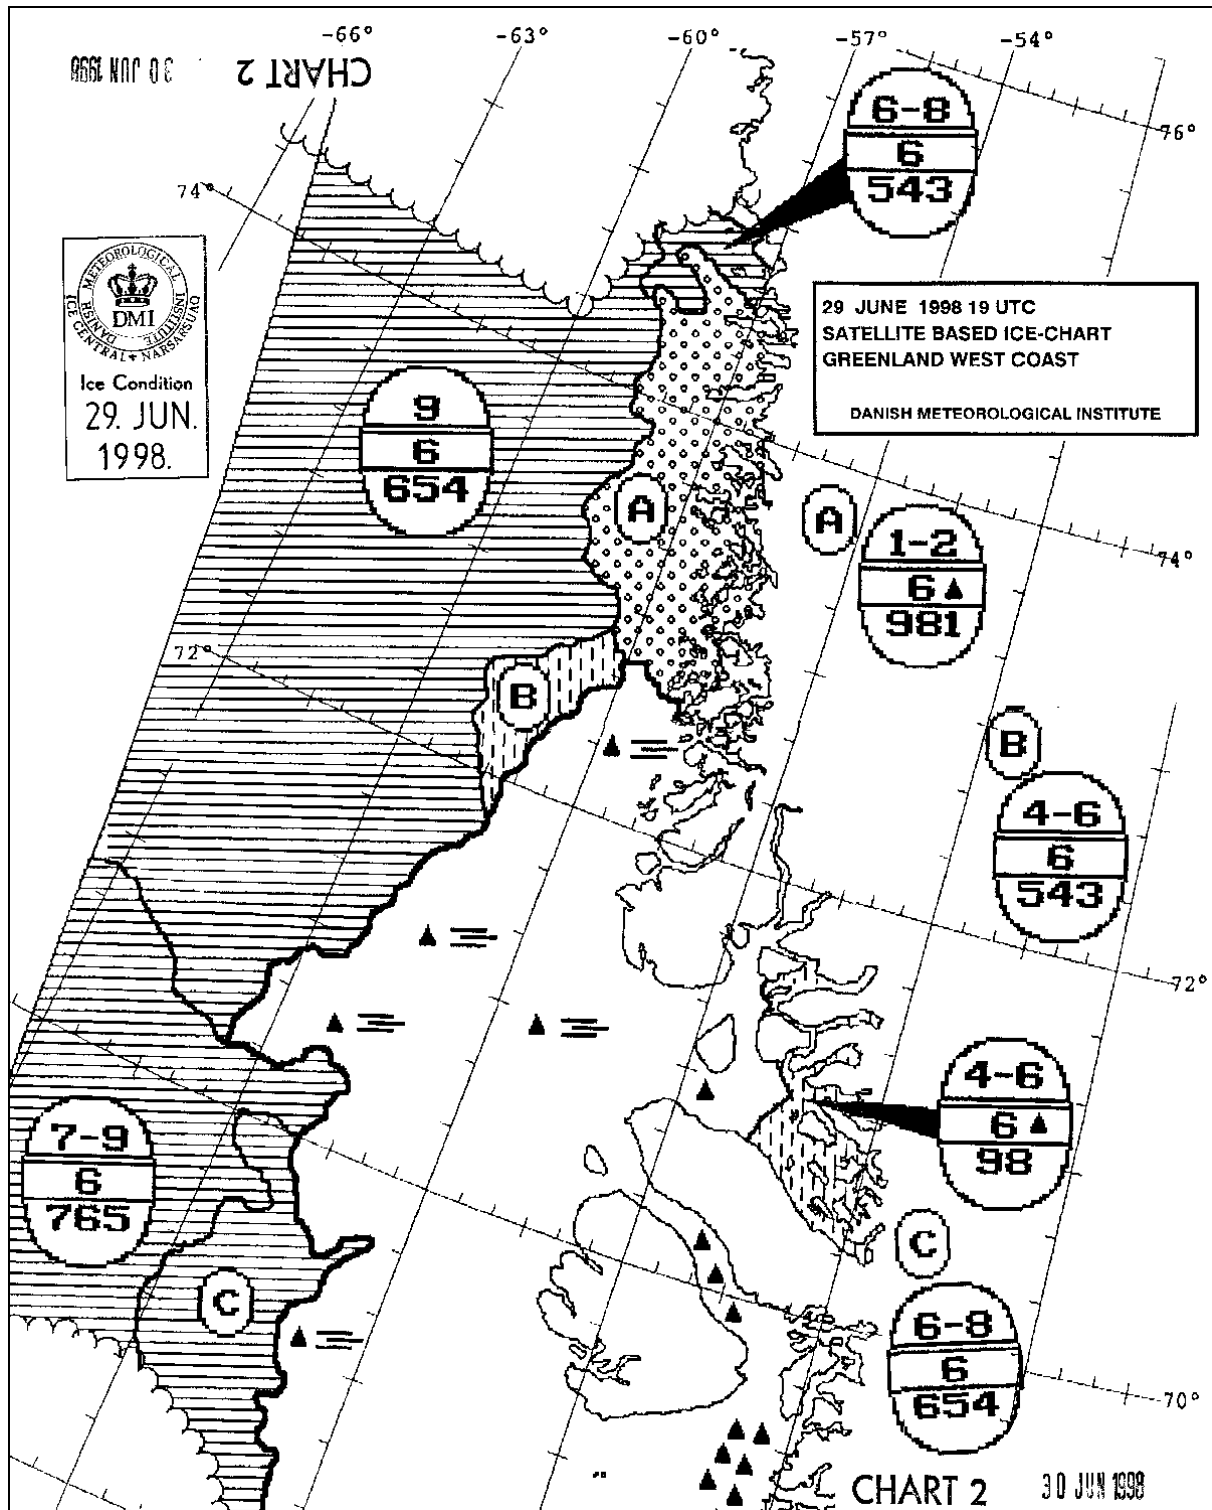 -66°
-63°
-60°
-57°
-54°
30 JUN 1998
CHART 2
6-8
6
543
76°
74°
METEOROLOGICAL
DANISH INSTITUTE
DMI
ICE CENTRAL ★ NARSARSUAQ
Ice Condition
29. JUN.
1998.
29 JUNE 1998 19 UTC
SATELLITE BASED ICE-CHART
GREENLAND WEST COAST
DANISH METEOROLOGICAL INSTITUTE
9
6
654
A
A
1-2
6▲
981
74°
72°
B
B
4-6
6
543
72°
4-6
6▲
98
7-9
6
765
C
C
6-8
6
654
70°
CHART 2
30 JUN 1998